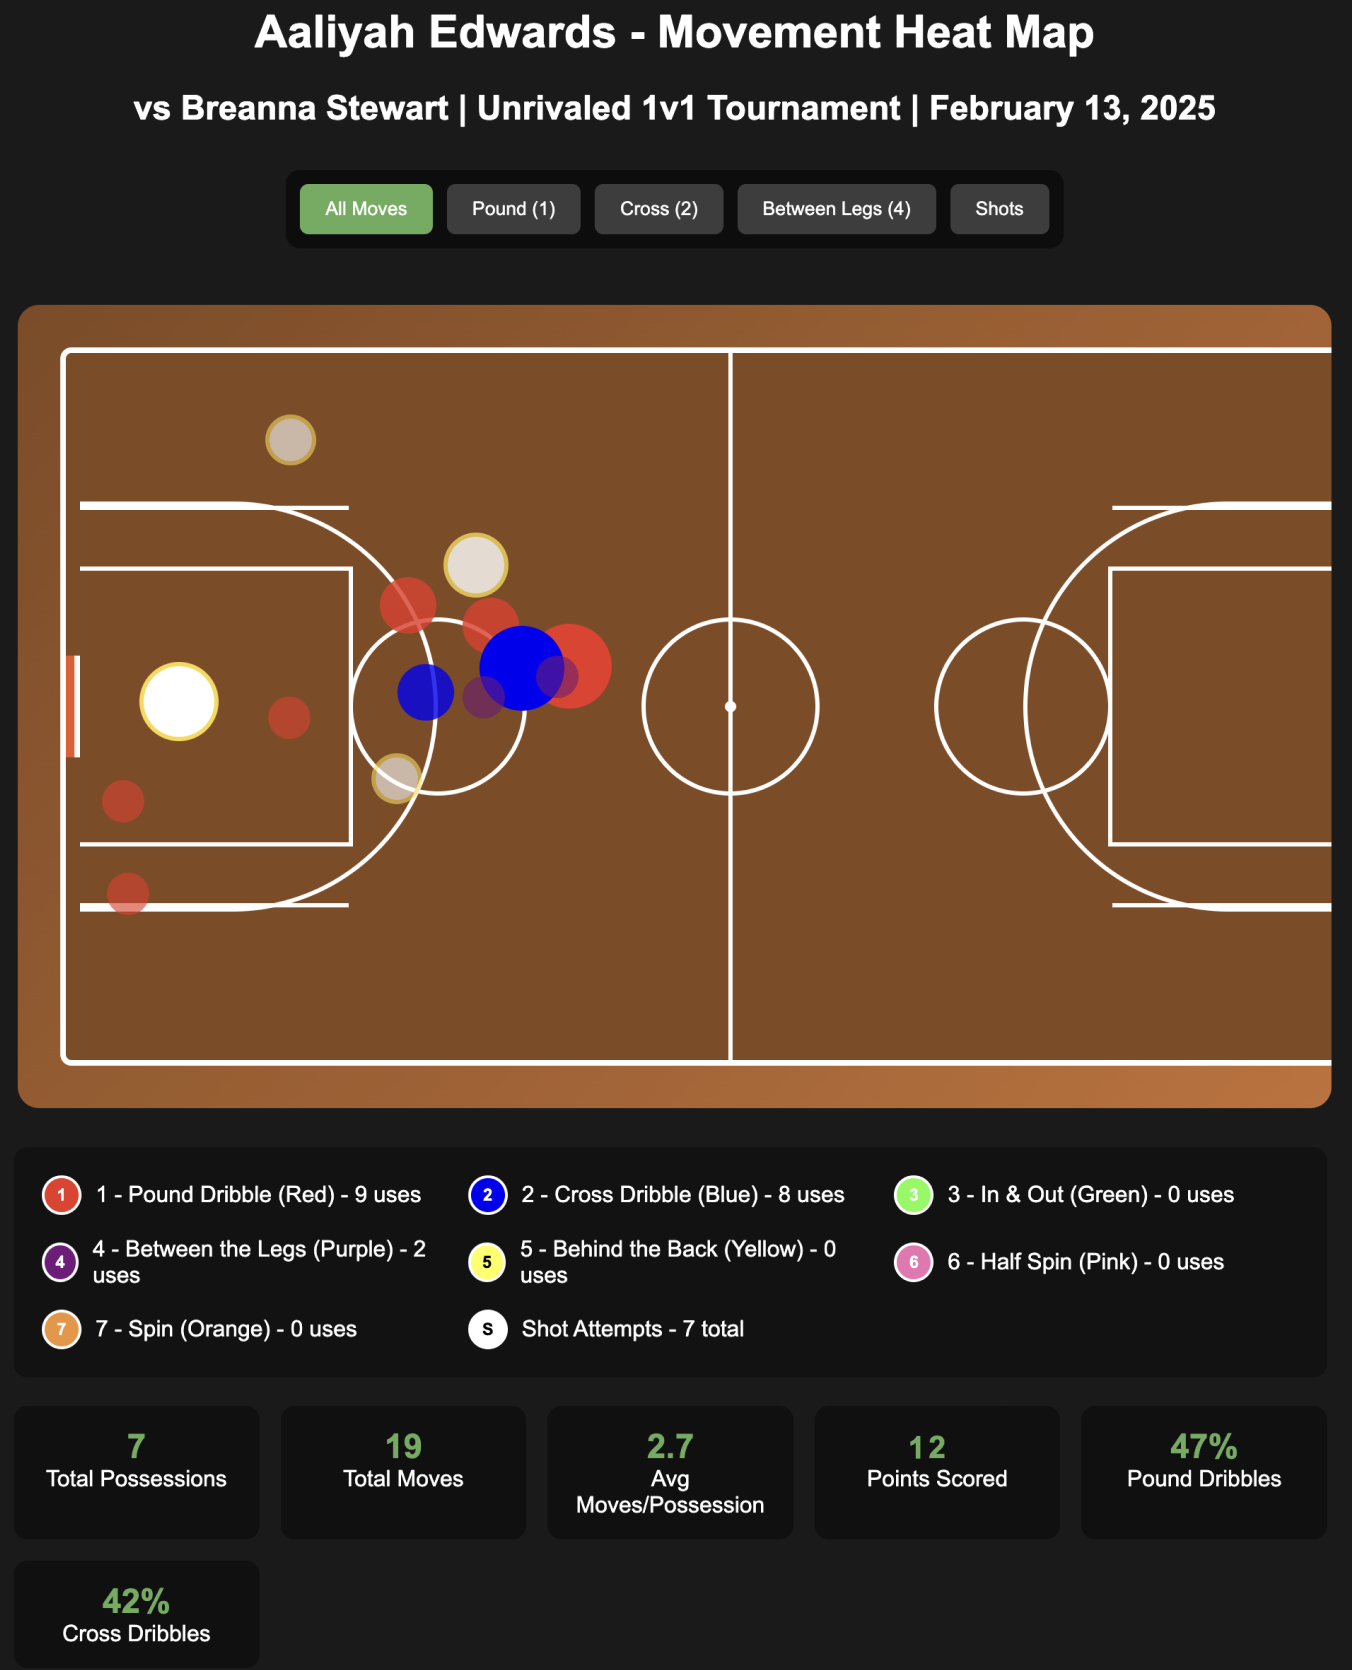 Aaliyah Edwards - Movement Heat Map
vs Breanna Stewart | Unrivaled 1v1 Tournament | February 13, 2025
All Moves
Pound (1)
Cross (2)
Between Legs (4)
Shots
1
1 - Pound Dribble (Red) - 9 uses
2
2 - Cross Dribble (Blue) - 8 uses
3
3 - In & Out (Green) - 0 uses
4
4 - Between the Legs (Purple) - 2
uses
5
5 - Behind the Back (Yellow) - 0
uses
6
6 - Half Spin (Pink) - 0 uses
7
7 - Spin (Orange) - 0 uses
S
Shot Attempts - 7 total
7
Total Possessions
19
Total Moves
2.7
Avg
Moves/Possession
12
Points Scored
47%
Pound Dribbles
42%
Cross Dribbles